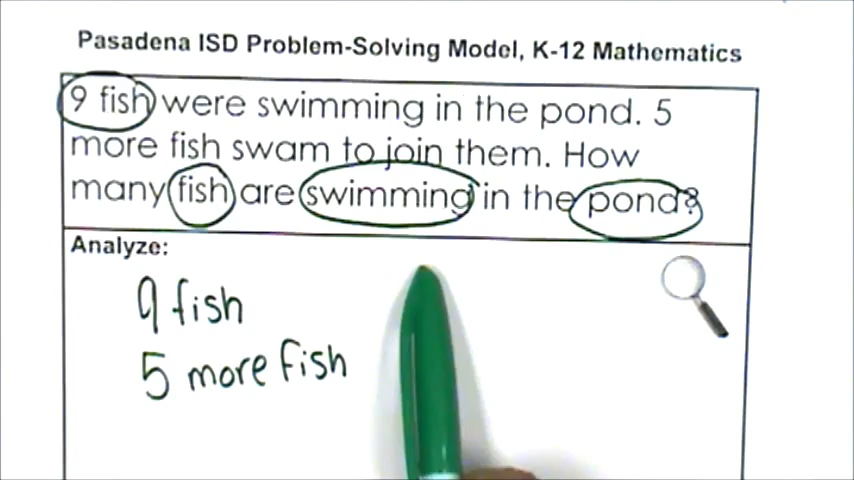 Pasadena ISD Problem-Solving Model, K-12 Mathematics
9 fish were swimming in the pond. 5
more fish swam to join them. How
many fish are swimming in the pond?
Analyze:
9 fish
5 more fish